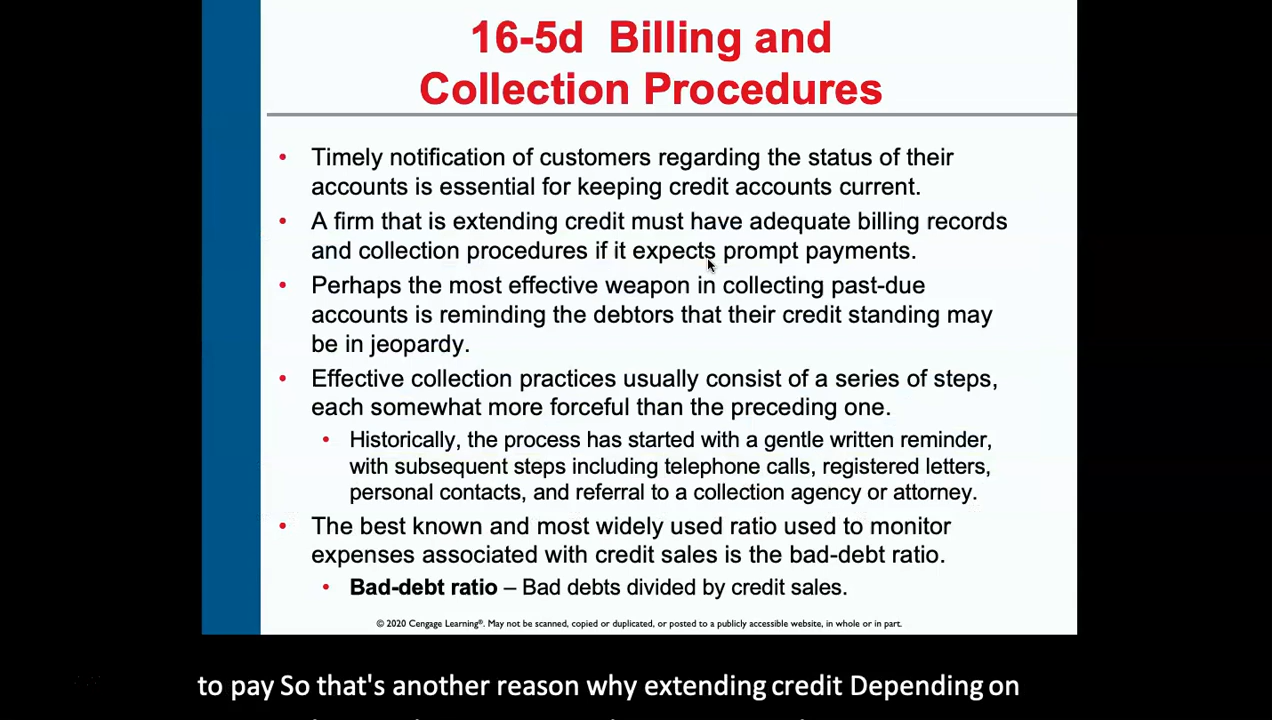 16-5d Billing and
Collection Procedures
• Timely notification of customers regarding the status of their
accounts is essential for keeping credit accounts current.
• A firm that is extending credit must have adequate billing records
and collection procedures if it expects prompt payments.
• Perhaps the most effective weapon in collecting past-due
accounts is reminding the debtors that their credit standing may
be in jeopardy.
• Effective collection practices usually consist of a series of steps,
each somewhat more forceful than the preceding one.
• Historically, the process has started with a gentle written reminder,
with subsequent steps including telephone calls, registered letters,
personal contacts, and referral to a collection agency or attorney.
• The best known and most widely used ratio used to monitor
expenses associated with credit sales is the bad-debt ratio.
• Bad-debt ratio – Bad debts divided by credit sales.
© 2020 Cengage Learning®. May not be scanned, copied or duplicated, or posted to a publicly accessible website, in whole or in part.
to pay So that's another reason why extending credit Depending on